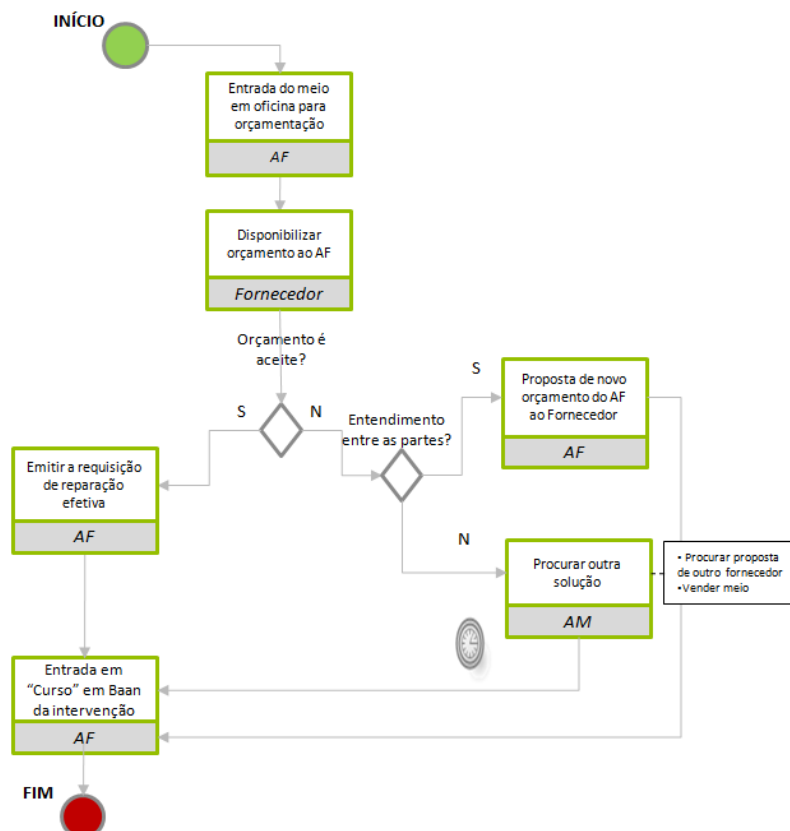 INÍCIO
Entrada do meio
em oficina para
orçamentação
AF
Disponibilizar
orçamento ao AF
Fornecedor
Orçamento é
aceite?
S
N
Entendimento
entre as partes?
S
Proposta de novo
orçamento do AF
ao Fornecedor
AF
Emitir a requisição
de reparação
efetiva
AF
N
Procurar outra
solução
AM
• Procurar proposta
de outro fornecedor
•Vender meio
Entrada em
“Curso” em Baan
da intervenção
AF
FIM